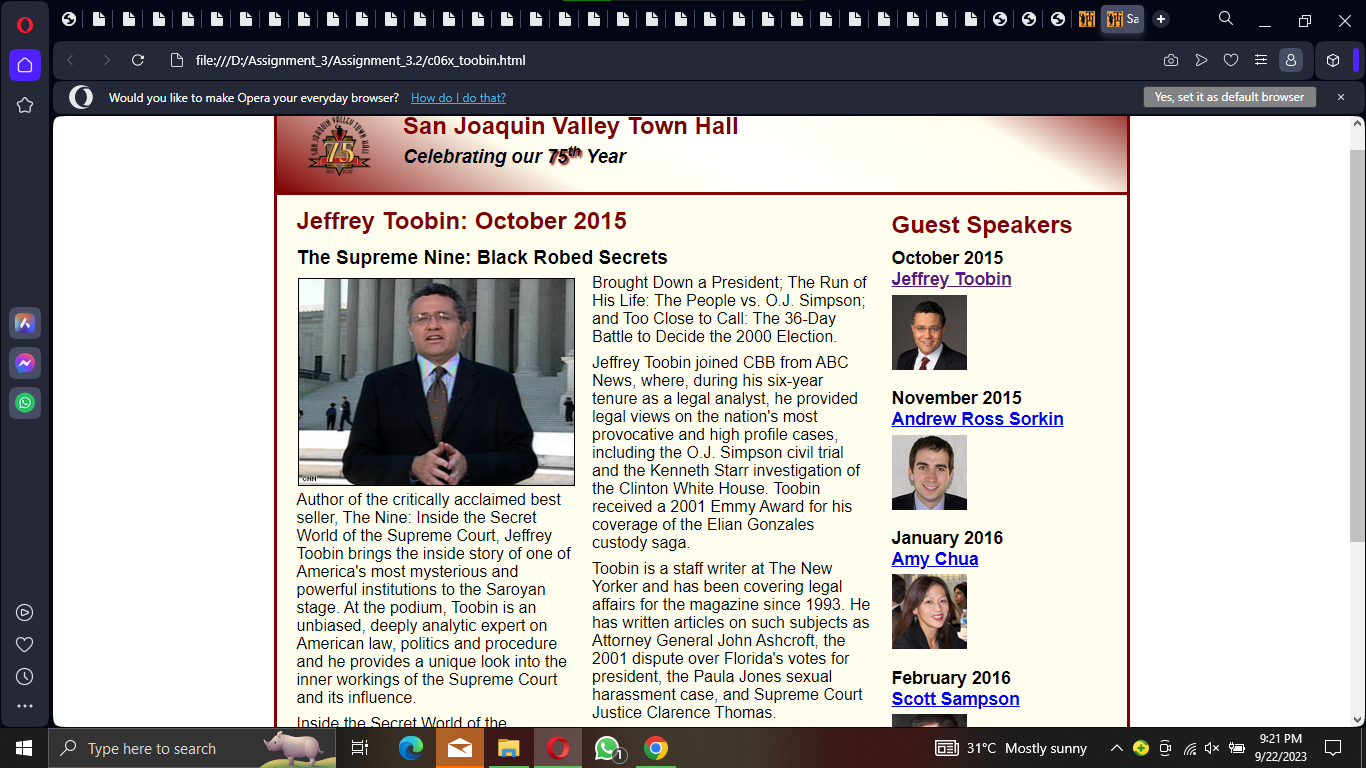 Sa
file:///D:/Assignment_3/Assignment_3.2/c06x_toobin.html
Would you like to make Opera your everyday browser? How do I do that?
Yes, set it as default browser
SAN JOAQUIN VALLEY TOWN HALL
75
San Joaquin Valley Town Hall
Celebrating our 75th Year
Jeffrey Toobin: October 2015
The Supreme Nine: Black Robed Secrets
CNN
Author of the critically acclaimed best
seller, The Nine: Inside the Secret
World of the Supreme Court, Jeffrey
Toobin brings the inside story of one of
America's most mysterious and
powerful institutions to the Saroyan
stage. At the podium, Toobin is an
unbiased, deeply analytic expert on
American law, politics and procedure
and he provides a unique look into the
inner workings of the Supreme Court
and its influence.
Inside the Secret World of the
Brought Down a President; The Run of
His Life: The People vs. O.J. Simpson;
and Too Close to Call: The 36-Day
Battle to Decide the 2000 Election.
Jeffrey Toobin joined CBB from ABC
News, where, during his six-year
tenure as a legal analyst, he provided
legal views on the nation's most
provocative and high profile cases,
including the O.J. Simpson civil trial
and the Kenneth Starr investigation of
the Clinton White House. Toobin
received a 2001 Emmy Award for his
coverage of the Elian Gonzales
custody saga.
Toobin is a staff writer at The New
Yorker and has been covering legal
affairs for the magazine since 1993. He
has written articles on such subjects as
Attorney General John Ashcroft, the
2001 dispute over Florida's votes for
president, the Paula Jones sexual
harassment case, and Supreme Court
Justice Clarence Thomas.
Guest Speakers
October 2015
Jeffrey Toobin
November 2015
Andrew Ross Sorkin
January 2016
Amy Chua
February 2016
Scott Sampson
Type here to search
1
31°C Mostly sunny
9:21 PM
9/22/2023